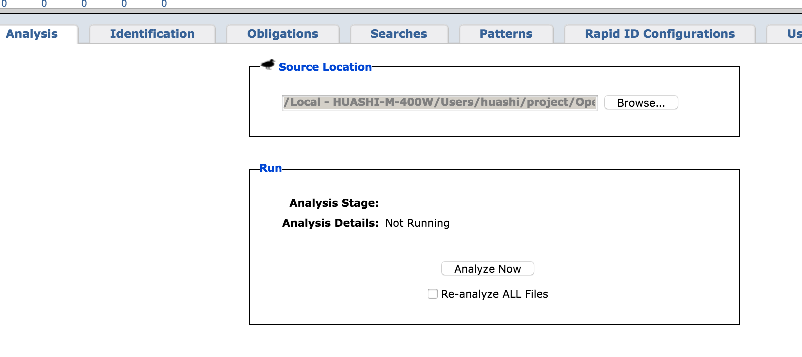 0 0 0 0 0
Analysis Identification Obligations Searches Patterns Rapid ID Configurations Us
Source Location
/Local - HUASHI-M-400W/Users/huashi/project/Ope Browse...
Run
Analysis Stage:
Analysis Details: Not Running
Analyze Now
Re-analyze ALL Files